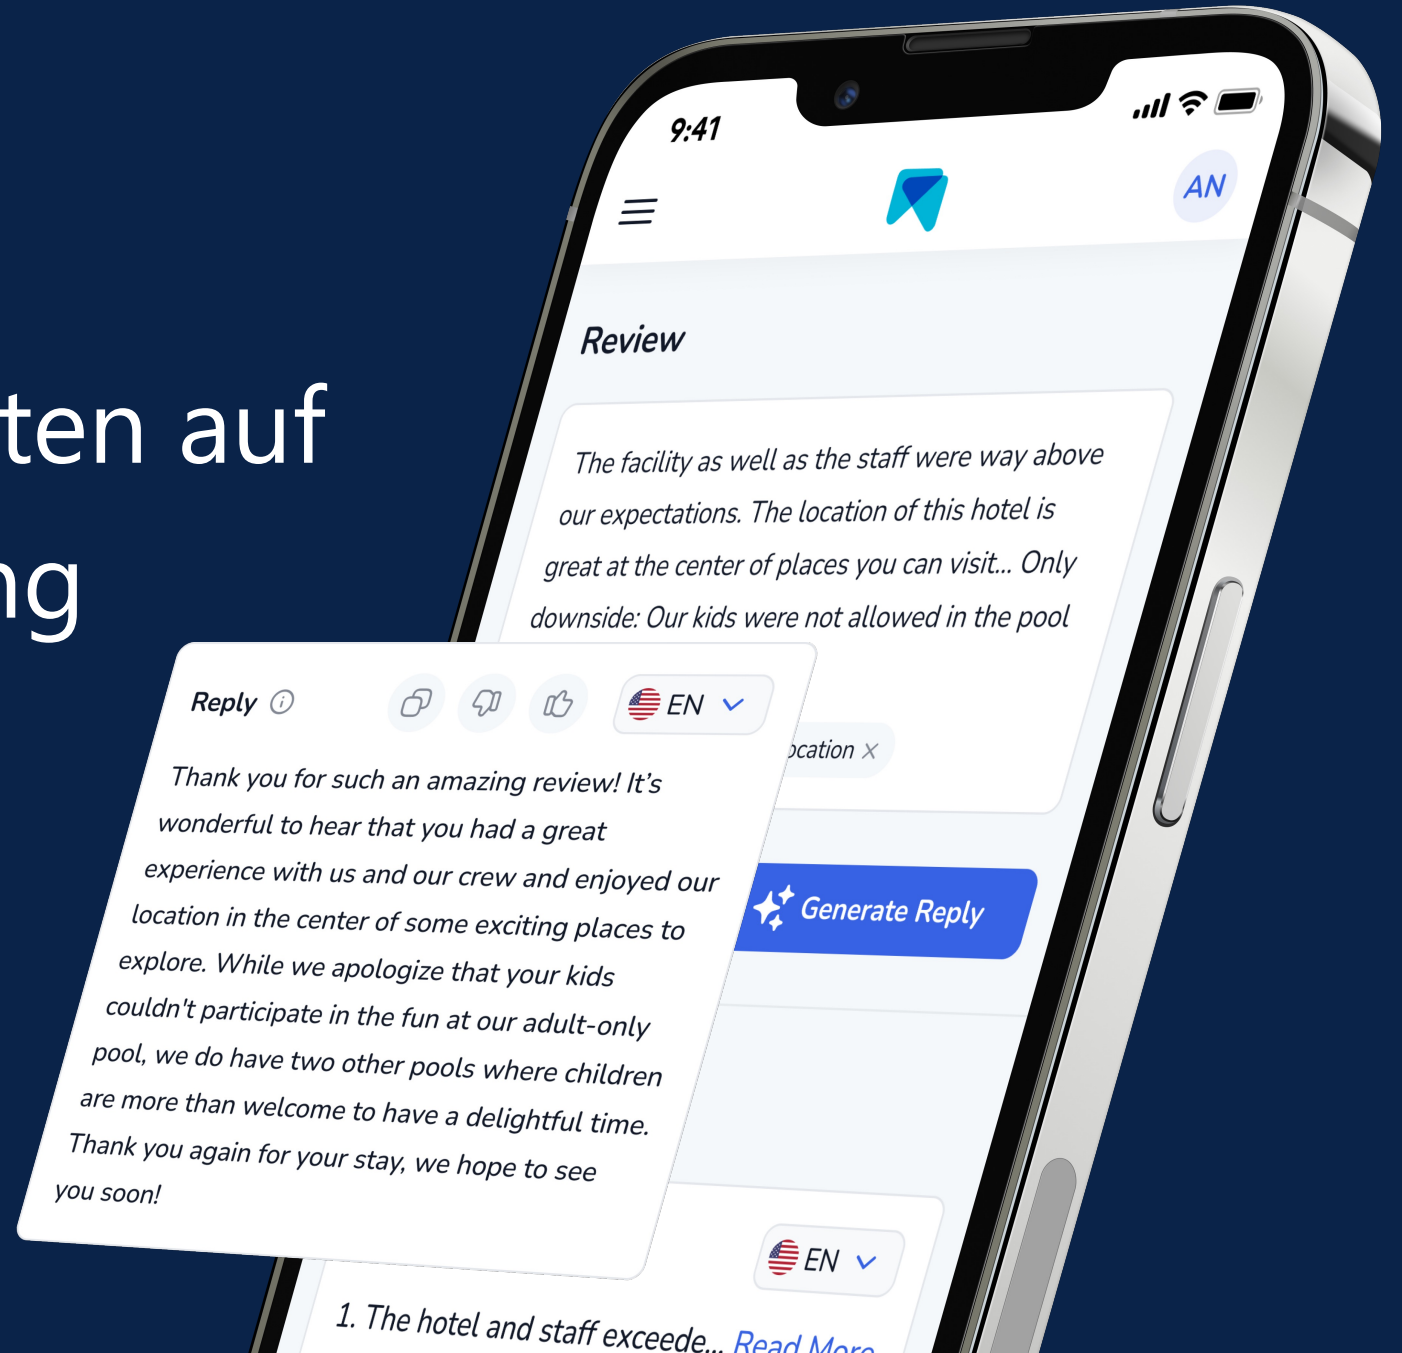 ten auf
ng
9:41
AN
Review
The facility as well as the staff were way above
our expectations. The location of this hotel is
great at the center of places you can visit... Only
downside: Our kids were not allowed in the pool
ocation ×
Generate Reply
Reply
EN
Thank you for such an amazing review! It’s
wonderful to hear that you had a great
experience with us and our crew and enjoyed our
location in the center of some exciting places to
explore. While we apologize that your kids
couldn't participate in the fun at our adult-only
pool, we do have two other pools where children
are more than welcome to have a delightful time.
Thank you again for your stay, we hope to see
you soon!
EN
1. The hotel and staff exceede... Read More